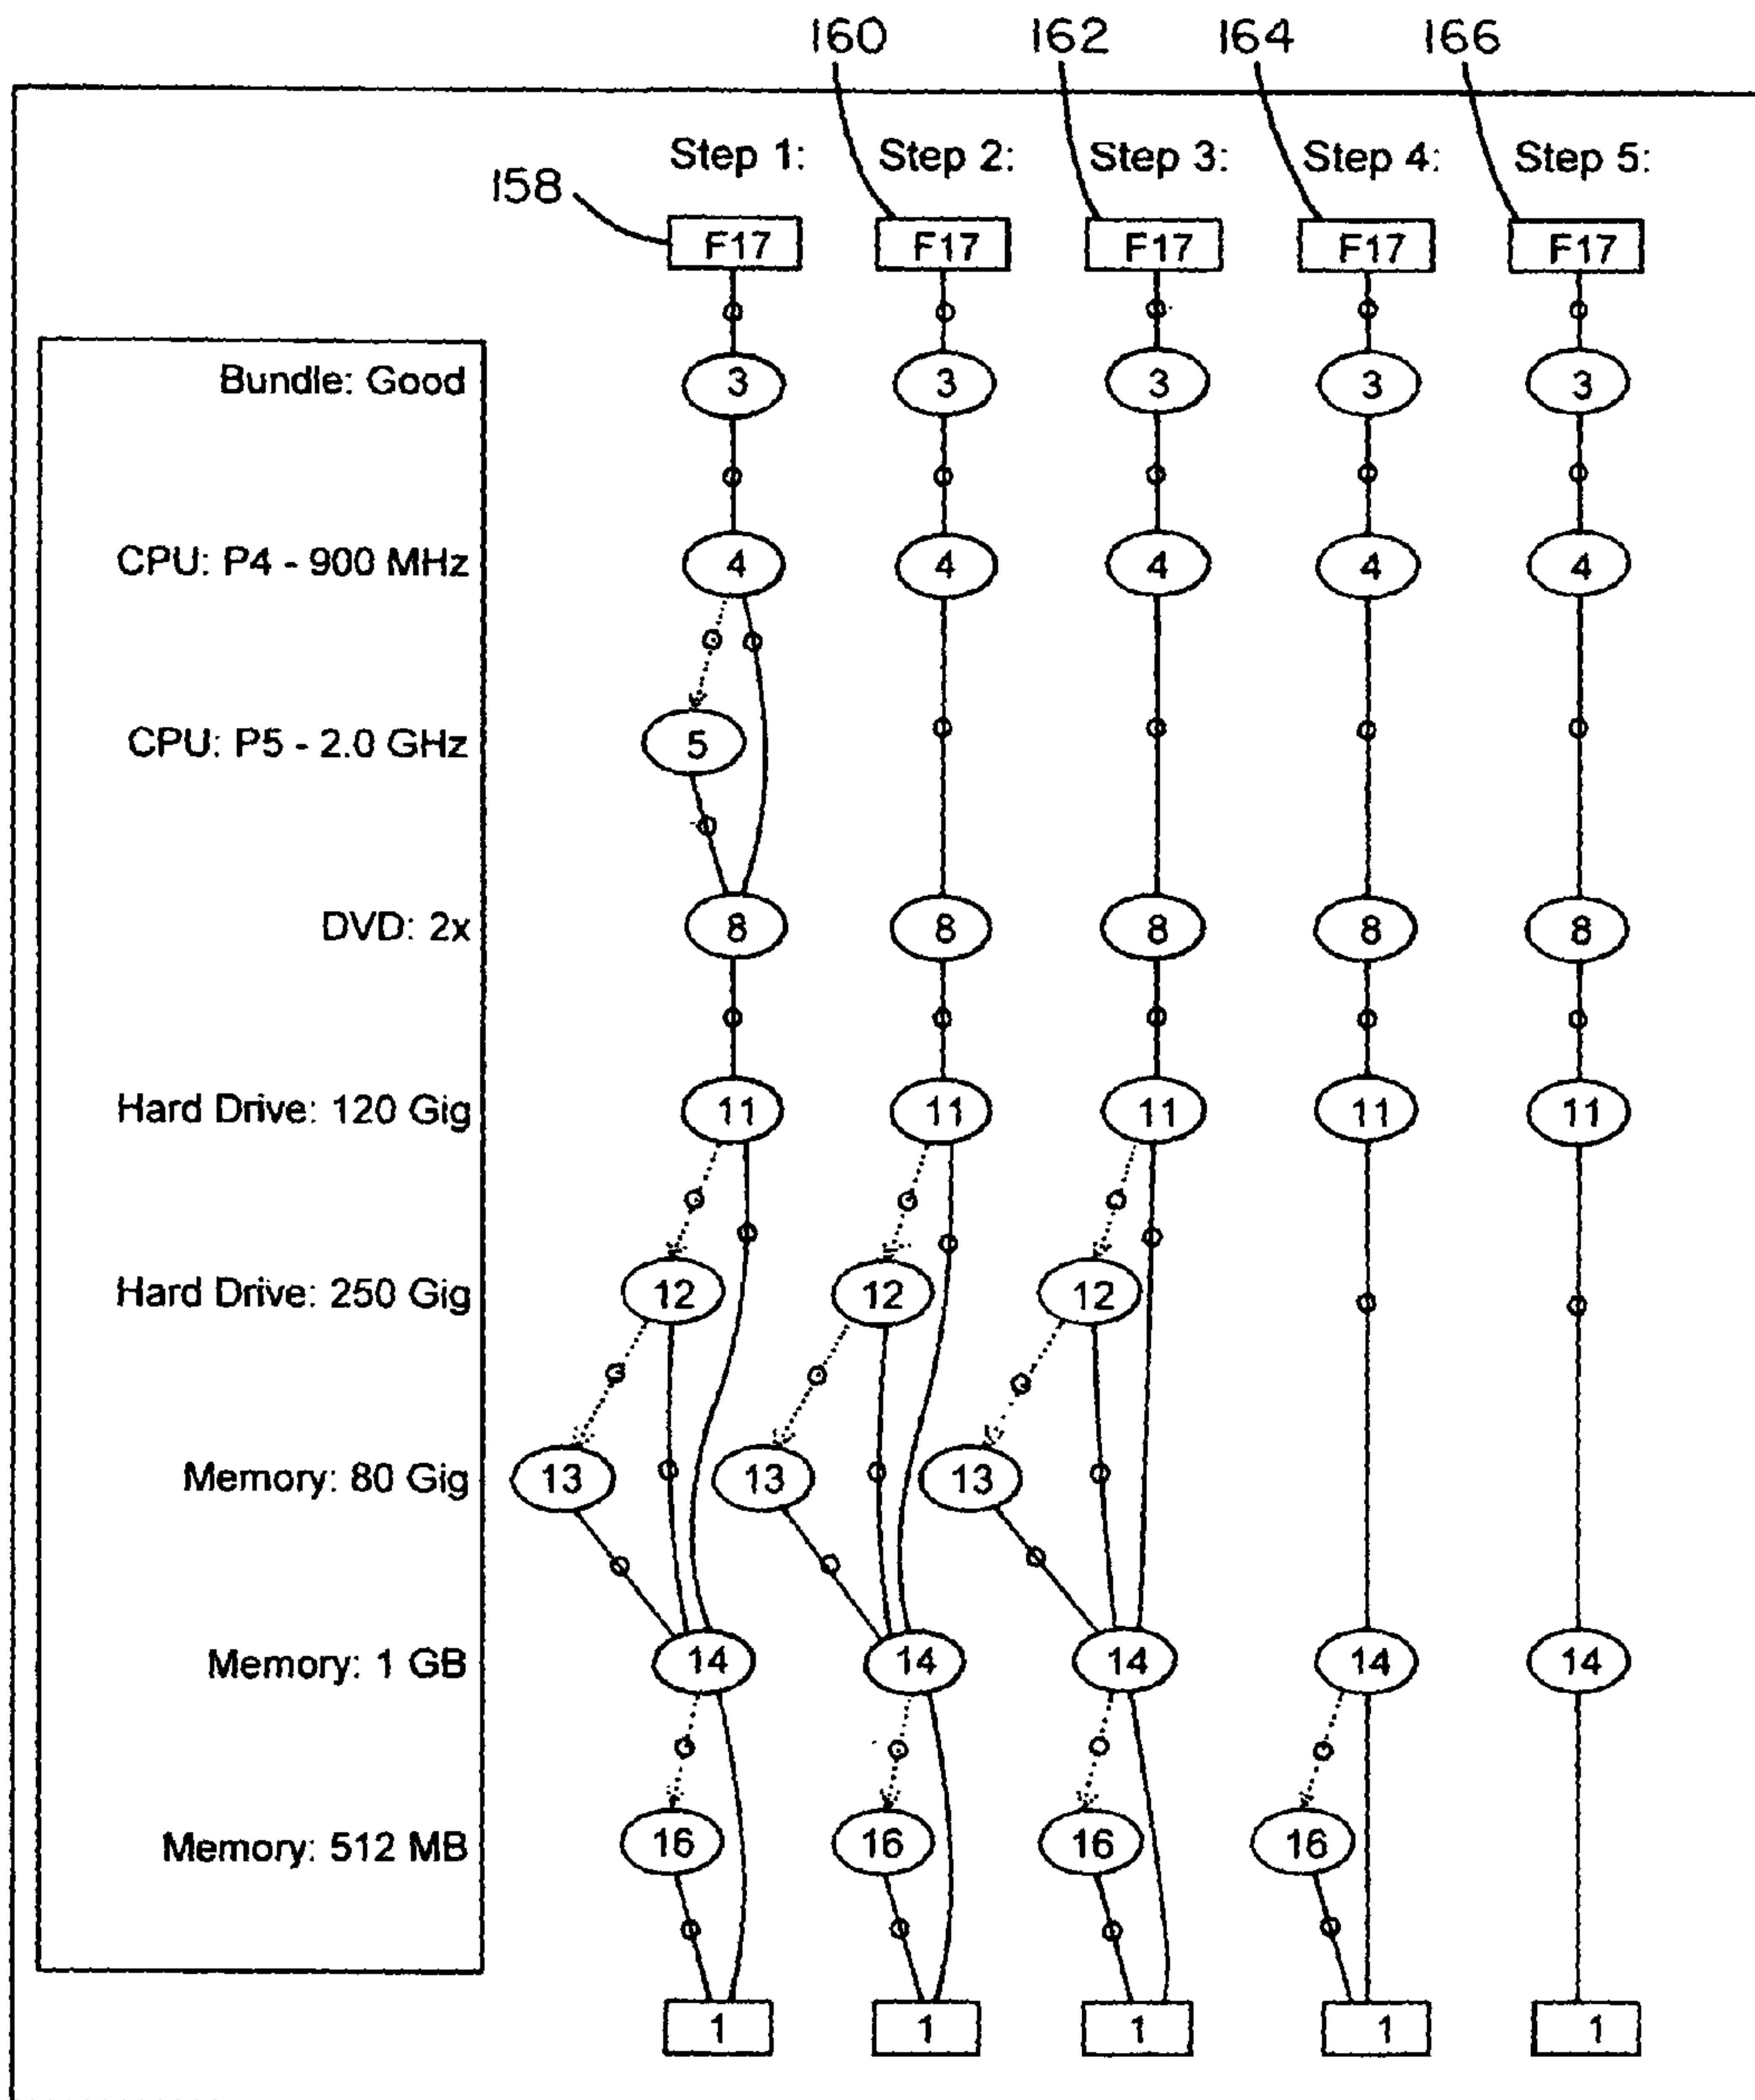 160 162 164 166
Step 1: Step 2: Step 3: Step 4: Step 5:
158
F17 F17 F17 F17 F17
Bundle: Good 3 3 3 3 3
CPU: P4 - 900 MHz 4 4 4 4 4
CPU: P5 - 2.0 GHz 5
DVD: 2x 8 8 8 8 8
Hard Drive: 120 Gig 11 11 11 11 11
Hard Drive: 250 Gig 12 12 12
Memory: 80 Gig 13 13 13
Memory: 1 GB 14 14 14 14 14
Memory: 512 MB 16 16 16 16
1 1 1 1 1